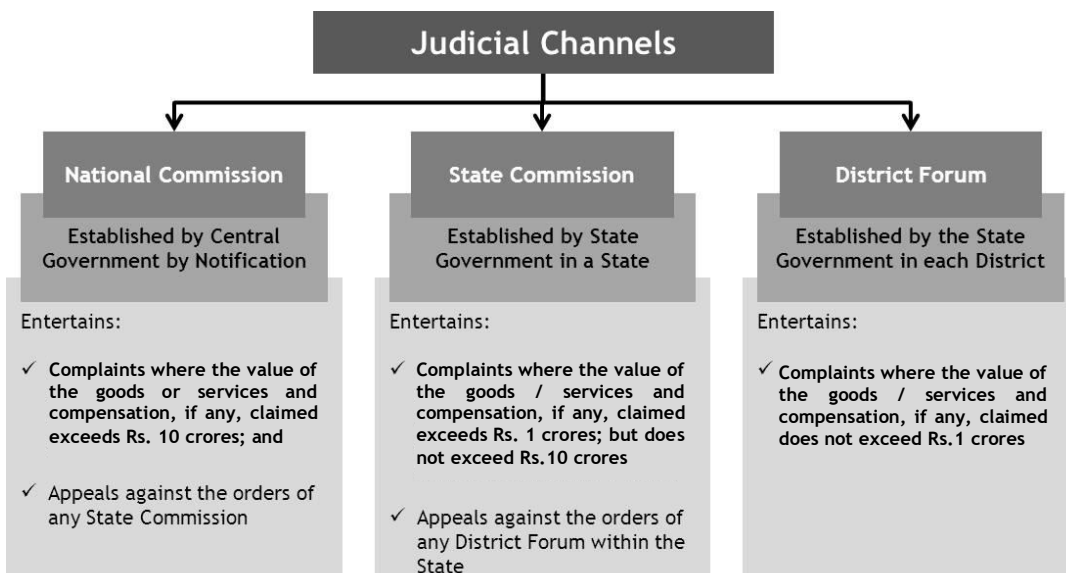 Judicial Channels
National Commission
Established by Central
Government by Notification
Entertains:
✓ Complaints where the value of
the goods or services and
compensation, if any, claimed
exceeds Rs. 10 crores; and
✓ Appeals against the orders of
any State Commission
State Commission
Established by State
Government in a State
Entertains:
✓ Complaints where the value of
the goods / services and
compensation, if any, claimed
exceeds Rs. 1 crores; but does
not exceed Rs.10 crores
✓ Appeals against the orders of
any District Forum within the
State
District Forum
Established by the State
Government in each District
Entertains:
✓ Complaints where the value of
the goods / services and
compensation, if any, claimed
does not exceed Rs.1 crores